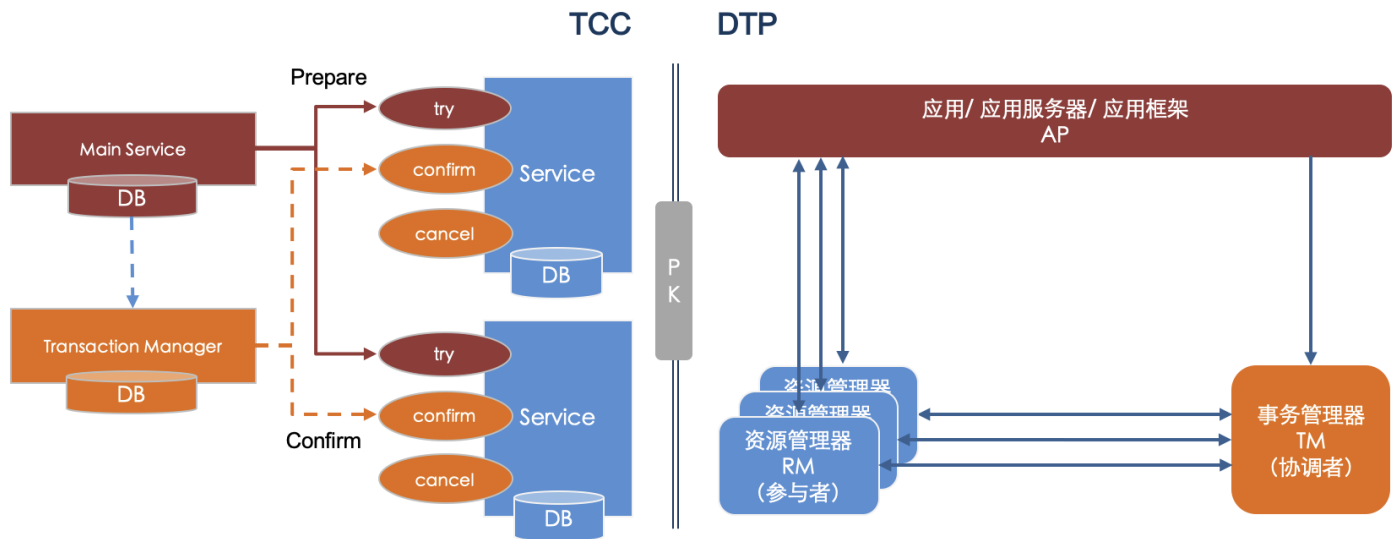 TCC
DTP
Prepare
Main Service
DB
Transaction Manager
DB
try
confirm
cancel
Service
DB
try
confirm
cancel
Service
DB
Confirm
P
K
应用/ 应用服务器/ 应用框架
AP
资源管理器
资源管理器
资源管理器
RM
（参与者）
事务管理器
TM
（协调者）